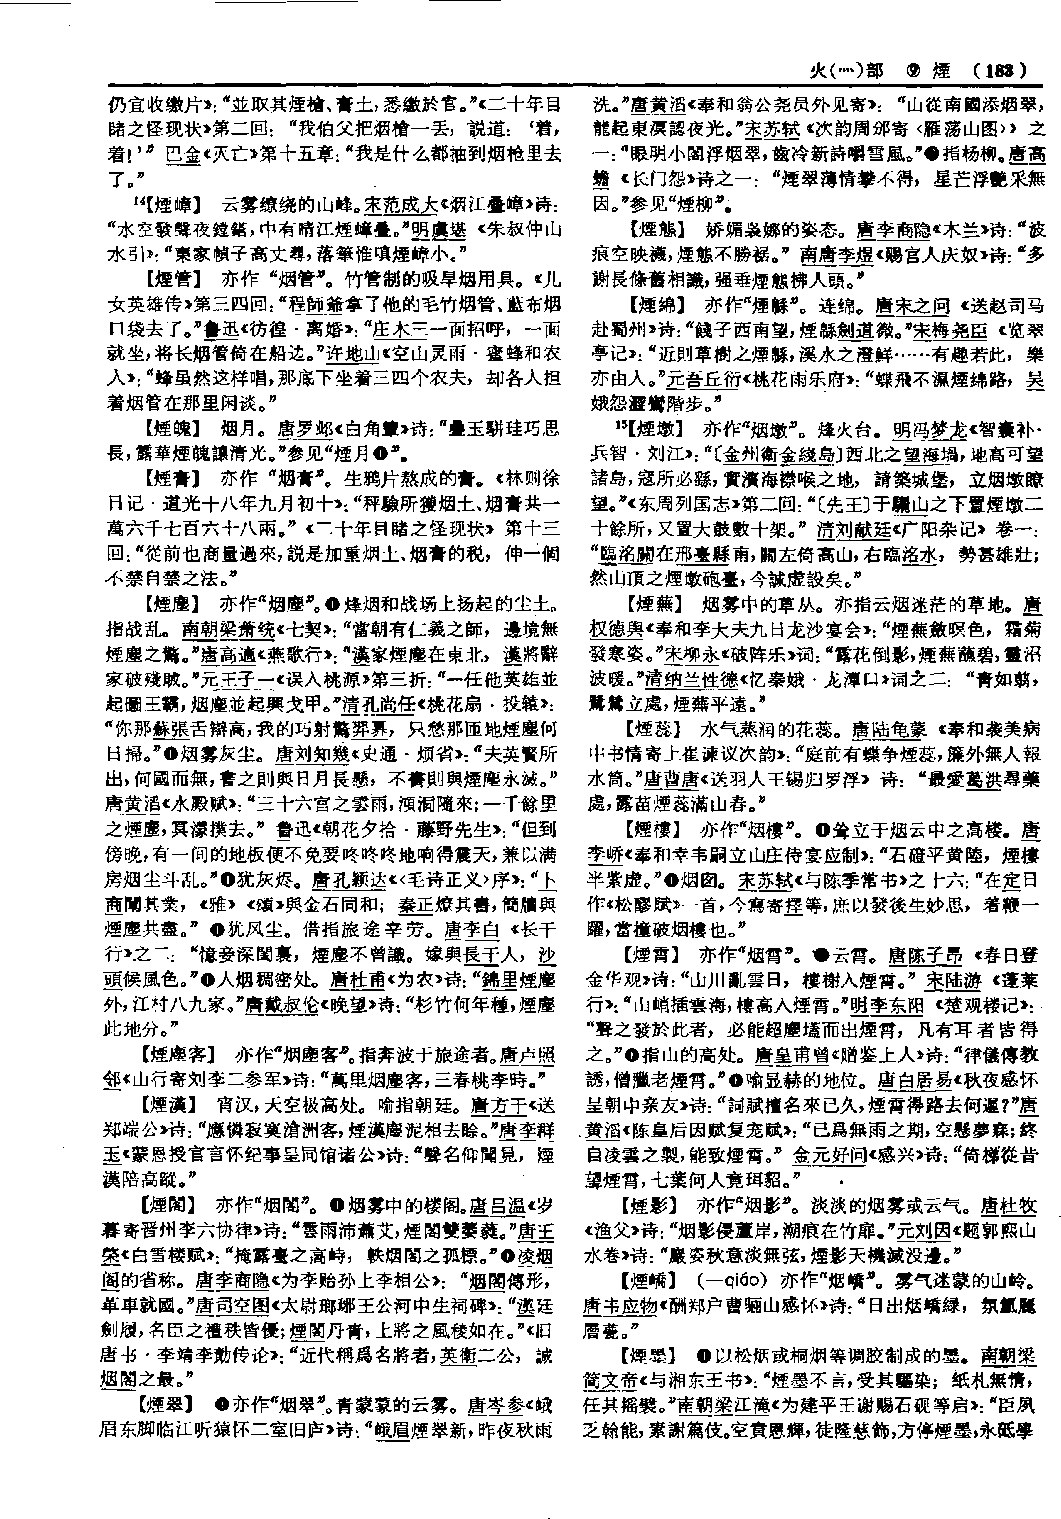 火(灬)部 ⑨ 煙 (183)
仍宜收缴片》：“並取其煙槍、膏土，悉繳於官。”《二十年目
睹之怪现状》第二回：“我伯父把烟槍一丢，説道：‘着，
着！’” 巴金《灭亡》第十五章：“我是什么都抽到烟枪里去
了。”
14【煙嶂】 云雾缭绕的山峰。宋范成大《烟江叠嶂》诗：
“水空發聲夜鏜鎝，中有晴江煙嶂疊。”明虞堪《朱叔仲山
水引》：“秦家幀子高丈尋，落筆惟嗔煙嶂小。”
【煙管】 亦作“烟管”。竹管制的吸旱烟用具。《儿
女英雄传》第三四回：“程師爺拿了他的毛竹烟管、藍布烟
口袋去了。”鲁迅《彷徨·离婚》：“庄木三一面招呼，一面
就坐，将长烟管倚在船边。”许地山《空山灵雨·蜜蜂和农
人》：“蜂虽然这样唱，那底下坐着三四个农夫，却各人担
着烟管在那里闲谈。”
【煙魄】 烟月。唐罗邺《白角簟》诗：“疊玉駢珪巧思
長，露華煙魄讓清光。”参见“煙月❶”。
【煙膏】 亦作“烟膏”。生鸦片熬成的膏。《林则徐
日记·道光十八年九月初十》：“秤驗所獲烟土、烟膏共一
萬六千七百六十八兩。”《二十年目睹之怪现状》第十三
回：“從前也商量過來，説是加重烟土、烟膏的税，伸一個
不禁自禁之法。”
【煙塵】 亦作“烟塵”。❶烽烟和战场上扬起的尘土。
指战乱。南朝梁萧统《七契》：“當朝有仁義之師，邊境無
煙塵之驚。”唐高適《燕歌行》：“漢家煙塵在東北，漢將辭
家破殘賊。”元王子一《误入桃源》第三折：“一任他英雄並
起圖王霸，烟塵並起興戈甲。”清孔尚任《桃花扇·投辕》：
“你那蘇張舌辯高，我的巧射驚羿奡，只愁那匝地煙塵何
日掃。”❷烟雾灰尘。唐刘知幾《史通·烦省》：“夫英賢所
出，何國而無，書之則與日月長懸，不書則與煙塵永滅。”
唐黄滔《水殿赋》：“三十六宫之雲雨，澒洞隨來；一千餘里
之煙塵，冥濛撲去。”鲁迅《朝花夕拾·藤野先生》：“但到
傍晚，有一间的地板便不免要咚咚咚地响得震天，兼以满
房烟尘斗乱。”❸犹灰烬。唐孔颖达《〈毛诗正义〉序》：“卜
商闡其業，《雅》《頌》與金石同和；秦正燎其書，簡牘與
煙塵共盡。”❹犹风尘。借指旅途辛劳。唐李白《长干
行》之二：“憶妾深閨裏，煙塵不曾識。嫁與長干人，沙
頭候風色。”❺人烟稠密处。唐杜甫《为农》诗：“錦里煙塵
外，江村八九家。”唐戴叔伦《晚望》诗：“杉竹何年種，煙塵
此地分。”
【煙塵客】 亦作“烟塵客”。指奔波于旅途者。唐卢照
邻《山行寄刘李二参军》诗：“萬里烟塵客，三春桃李時。”
【煙漢】 霄汉，天空极高处。喻指朝廷。唐方干《送
郑端公》诗：“應憐寂寞滄洲客，煙漢塵泥相去賒。”唐李群
玉《蒙恩授官言怀纪事呈同馆诸公》诗：“聲名仰聞見，煙
漢陪高蹤。”
【煙閣】 亦作“烟閣”。❶烟雾中的楼阁。唐吕温《岁
暮寄晋州李六协律》诗：“雲雨沛蕭艾，煙閣雙萎蕤。”唐王
棨《白雪楼赋》：“掩露臺之高峙，軼烟閣之孤標。”❷凌烟
阁的省称。唐李商隐《为李贻孙上李相公》：“烟閣傳形，
革車就國。”唐司空图《太尉琅琊王公河中生祠碑》：“漢廷
劍履，名臣之禮秩皆優；煙閣丹青，上將之風稜如在。”《旧
唐书·李靖李勣传论》：“近代稱爲名將者，英衛二公，誠
烟閣之最。”
【煙翠】 ❶亦作“烟翠”。青蒙蒙的云雾。唐岑参《峨
眉东脚临江听猿怀二室旧庐》诗：“峨眉煙翠新，昨夜秋雨
洗。”唐黄滔《奉和翁公尧员外见寄》：“山從南國添烟翠，
龍起東溟認夜光。”宋苏轼《次韵周邠寄〈雁荡山图〉》之
一：“眼明小閣浮烟翠，齒冷新詩嚼雪風。”❷指杨柳。唐高
蟾《长门怨》诗之一：“煙翠薄情攀不得，星芒浮艷采無
因。”参见“煙柳”。
【煙態】 娇媚袅娜的姿态。唐李商隐《木兰》诗：“波
痕空映襪，煙態不勝裾。”南唐李煜《赐宫人庆奴》诗：“多
謝長條舊相識，强垂煙態拂人頭。”
【煙綿】 亦作“煙緜”。连绵。唐宋之问《送赵司马
赴蜀州》诗：“餞子西南望，煙緜劍道微。”宋梅尧臣《览翠
亭记》：“近則草樹之煙緜，溪水之澄鮮……有趣若此，樂
亦由人。”元吾丘衍《桃花雨乐府》：“蝶飛不濕煙綿路，吴
娥怨澀鸞階步。”
15【煙墩】 亦作“烟墩”。烽火台。明冯梦龙《智囊补·
兵智·刘江》：“〔金州衛金綫島〕西北之望海堝，地高可望
諸島，寇所必繇，實濱海襟喉之地，請築城堡，立烟墩瞭
望。”《东周列国志》第二回：“〔先王〕于驪山之下置煙墩二
十餘所，又置大鼓數十架。”清刘献廷《广阳杂记》卷一：
“臨洺關在邢臺縣南，關左倚高山，右臨洺水，勢甚雄壯；
然山頂之煙墩砲臺，今誠虚設矣。”
【煙蕪】 烟雾中的草丛。亦指云烟迷茫的草地。唐
权德舆《奉和李大夫九日龙沙宴会》：“煙蕪斂暝色，霜菊
發寒姿。”宋柳永《破阵乐》词：“露花倒影，煙蕪蘸碧，靈沼
波暖。”清纳兰性德《忆秦娥·龙潭口》词之二：“青如翦，
鷺鷥立處，煙蕪平遠。”
【煙蕊】 水气蒸润的花蕊。唐陆龟蒙《奉和袭美病
中书情寄上崔谏议次韵》：“庭前有蝶争煙蕊，簾外無人報
水筒。”唐曹唐《送羽人王锡归罗浮》诗：“最愛葛洪尋藥
處，露苗煙蕊滿山春。”
【煙樓】 亦作“烟樓”。❶耸立于烟云中之高楼。唐
李峤《奉和幸韦嗣立山庄侍宴应制》：“石磴平黄陸，煙樓
半紫虚。”❷烟囱。宋苏轼《与陈季常书》之十六：“在定日
作《松醪賦》一首，今寫寄擇等，庶以發後生妙思，着鞭一
躍，當撞破烟樓也。”
【煙霄】 亦作“烟霄”。❶云霄。唐陈子昂《春日登
金华观》诗：“山川亂雲日，樓榭入煙霄。”宋陆游《蓬莱
行》：“山峭插雲海，樓高入煙霄。”明李东阳《楚观楼记》：
“聲之發於此者，必能超塵壒而出煙霄，凡有耳者皆得
之。”❷指山的高处。唐皇甫曾《赠鉴上人》诗：“律儀傳教
誘，僧臘老煙霄。”❸喻显赫的地位。唐白居易《秋夜感怀
呈朝中亲友》诗：“詞賦擅名來已久，煙霄得路去何遲？”唐
黄滔《陈皇后因赋复宠赋》：“已爲無雨之期，空懸夢寐；終
自凌雲之製，能致煙霄。”金元好问《感兴》诗：“倚梯從昔
望煙霄，七葉何人竟珥貂。”
【煙影】 亦作“烟影”。淡淡的烟雾或云气。唐杜牧
《渔父》诗：“烟影侵蘆岸，潮痕在竹扉。”元刘因《题郭熙山
水卷》诗：“巖姿秋意淡無弦，煙影天機滅没邊。”
【煙嶠】 （—qiáo）亦作“烟嶠”。雾气迷蒙的山岭。
唐韦应物《酬郑户曹骊山感怀》诗：“日出烟嶠緑，氛氲麗
層甍。”
【煙墨】 ❶以松烟或桐烟等调胶制成的墨。南朝梁
简文帝《与湘东王书》：“煙墨不言，受其驅染；紙札無情，
任其摇襞。”南朝梁江淹《为建平王谢赐石砚等启》：“臣夙
乏翰能，素謝篇伎。空賁恩輝，徒隆慈飾，方停煙墨，永砥學